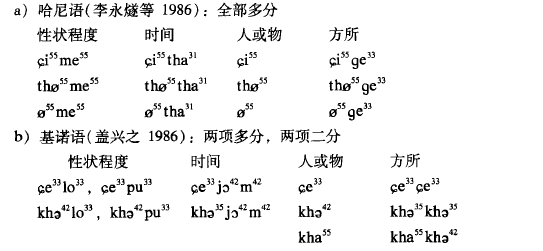 a) 哈尼语(李永燧等 1986): 全部多分
性状程度 时间 人或物 方所
ɕi⁵⁵me⁵⁵ ɕi⁵⁵tha³¹ ɕi⁵⁵ ɕi⁵⁵ge³³
thø⁵⁵me⁵⁵ thø⁵⁵tha³¹ thø⁵⁵ thø⁵⁵ge³³
ø⁵⁵me⁵⁵ ø⁵⁵tha³¹ ø⁵⁵ ø⁵⁵ge³³
b) 基诺语(盖兴之 1986): 两项多分, 两项二分
性状程度 时间 人或物 方所
ɕe³³lo³³, ɕe³³pu³³ ɕe³³jɔ⁴²m⁴² ɕe³³ ɕe³³ɕe³³
khə⁴²lo³³, khə⁴²pu³³ khə³⁵jɔ⁴²m⁴² khə⁴² khə³⁵khə³⁵
kha⁵⁵ kha⁵⁵khə⁴²